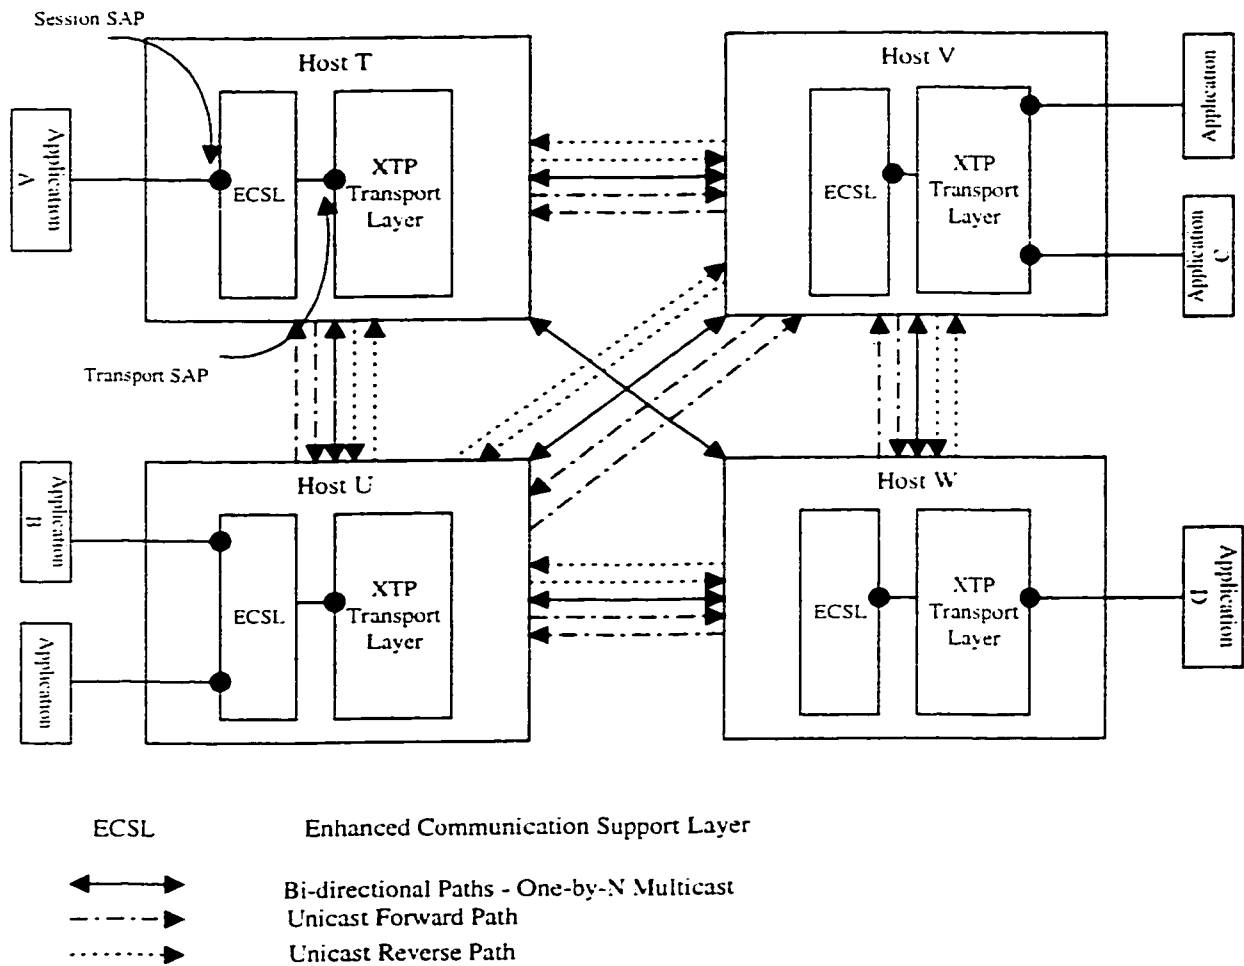 Session SAP
Host T
Host V
Application
A
ECSL
XTP
Transport
Layer
ECSL
XTP
Transport
Layer
Application
A
Application
C
Transport SAP
Host U
Host W
Application
B
Application
ECSL
XTP
Transport
Layer
ECSL
XTP
Transport
Layer
Application
D
ECSL Enhanced Communication Support Layer
Bi-directional Paths - One-by-N Multicast
Unicast Forward Path
Unicast Reverse Path